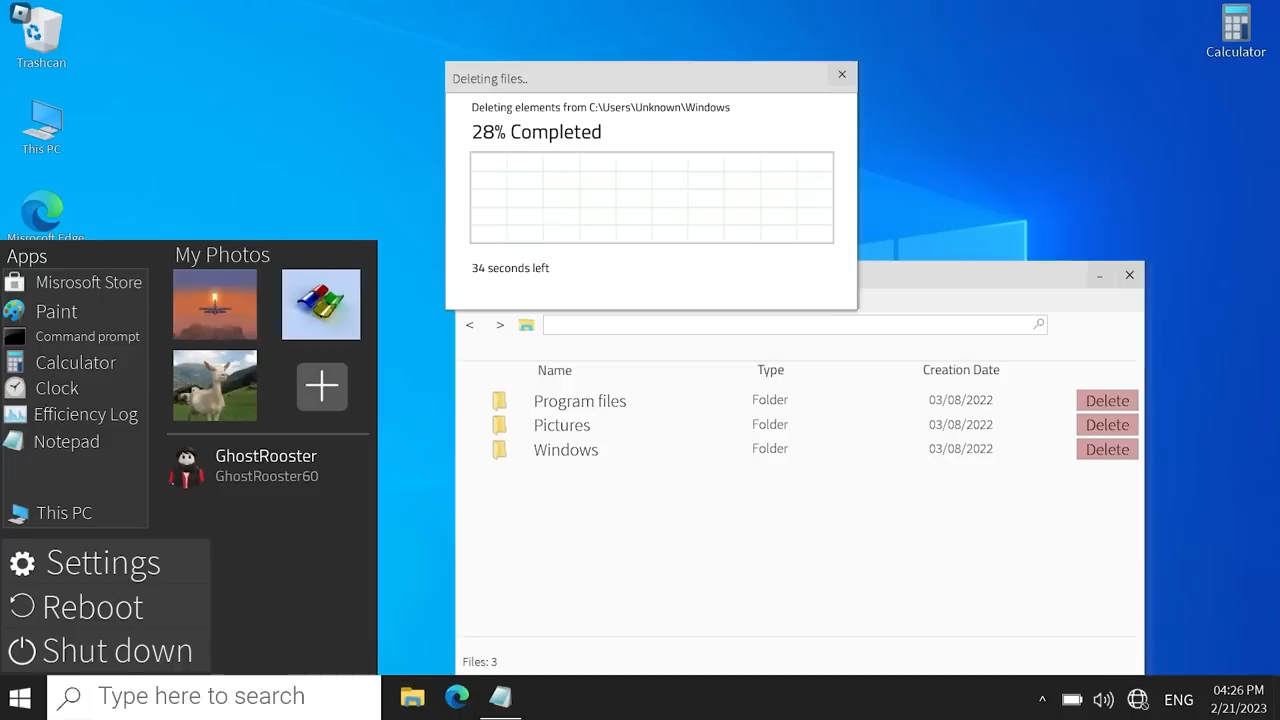 Trashcan
This PC
Misrosoft Edge
Calculator
Deleting files..
Deleting elements from C:\Users\Unknown\Windows
28% Completed
34 seconds left
Apps
Misrosoft Store
Paint
Command prompt
Calculator
Clock
Efficiency Log
Notepad
This PC
My Photos
GhostRooster
GhostRooster60
Settings
Reboot
Shut down
< >
Name Type Creation Date
Program files Folder 03/08/2022 Delete
Pictures Folder 03/08/2022 Delete
Windows Folder 03/08/2022 Delete
Files: 3
Type here to search
ENG
04:26 PM
2/21/2023